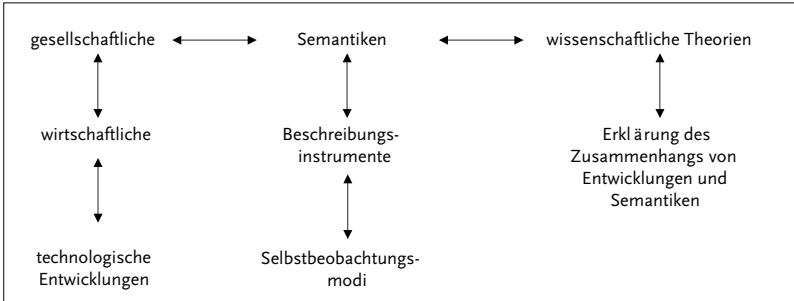 gesellschaftliche Semantiken wissenschaftliche Theorien
wirtschaftliche Beschreibungs- Erklärung des
instrumente Zusammenhangs von
Entwicklungen und
Semantiken
technologische Selbstbeobachtungs-
Entwicklungen modi